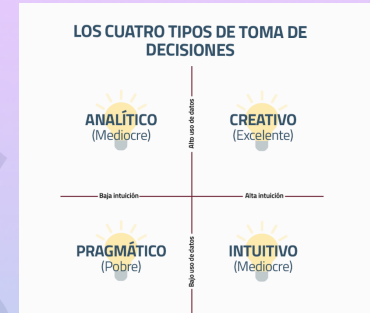 LOS CUATRO TIPOS DE TOMA DE
DECISIONES
ANALÍTICO
(Mediocre)
Alto uso de datos
CREATIVO
(Excelente)
Baja intuición
Alta intuición
PRAGMÁTICO
(Pobre)
Bajo uso de datos
INTUITIVO
(Mediocre)